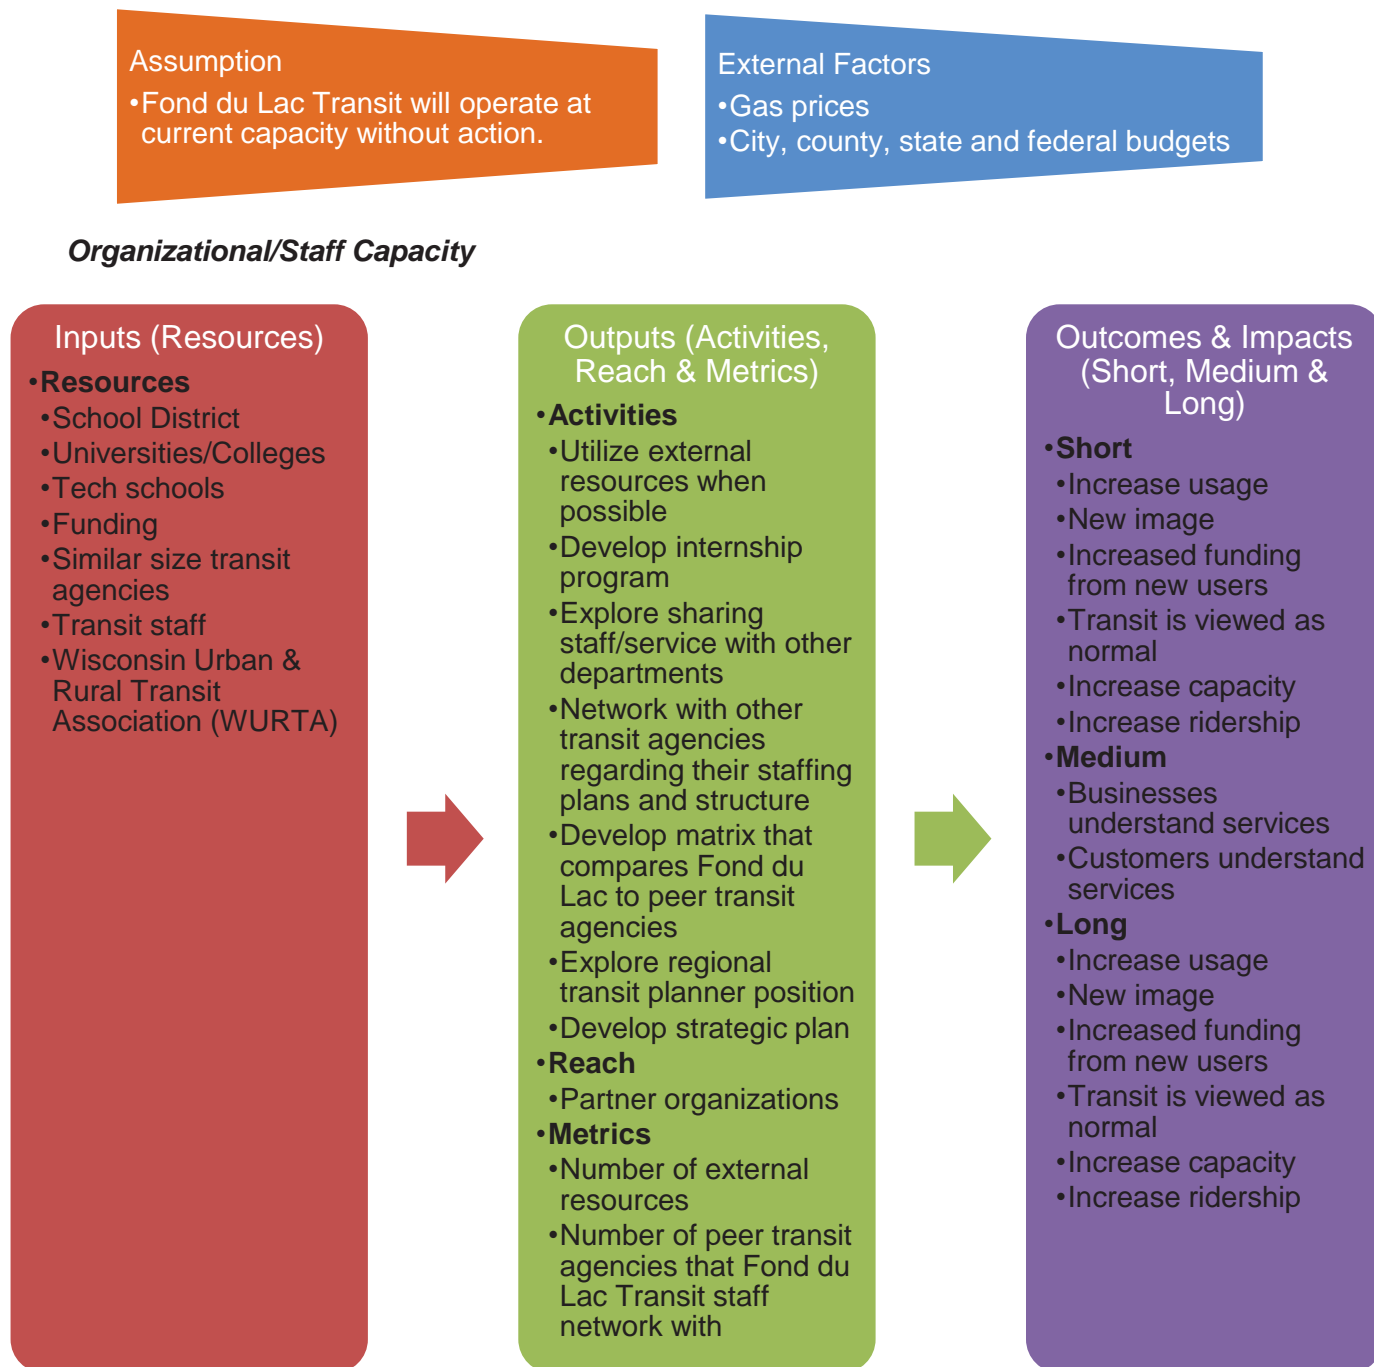 Assumption
•Fond du Lac Transit will operate at
current capacity without action.
External Factors
•Gas prices
•City, county, state and federal budgets
Organizational/Staff Capacity
Inputs (Resources)
•Resources
•School District
•Universities/Colleges
•Tech schools
•Funding
•Similar size transit
agencies
•Transit staff
•Wisconsin Urban &
Rural Transit
Association (WURTA)
Outputs (Activities,
Reach & Metrics)
•Activities
•Utilize external
resources when
possible
•Develop internship
program
•Explore sharing
staff/service with other
departments
•Network with other
transit agencies
regarding their staffing
plans and structure
•Develop matrix that
compares Fond du
Lac to peer transit
agencies
•Explore regional
transit planner position
•Develop strategic plan
•Reach
•Partner organizations
•Metrics
•Number of external
resources
•Number of peer transit
agencies that Fond du
Lac Transit staff
network with
Outcomes & Impacts
(Short, Medium &
Long)
•Short
•Increase usage
•New image
•Increased funding
from new users
•Transit is viewed as
normal
•Increase capacity
•Increase ridership
•Medium
•Businesses
understand services
•Customers understand
services
•Long
•Increase usage
•New image
•Increased funding
from new users
•Transit is viewed as
normal
•Increase capacity
•Increase ridership